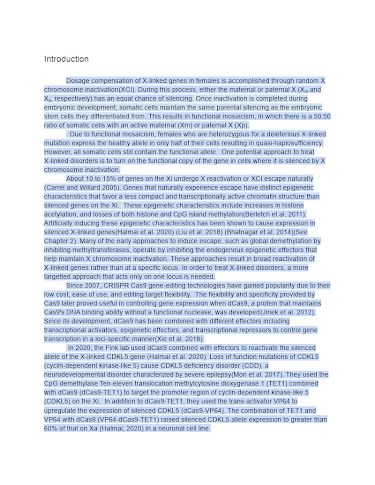 Introduction
Dosage compensation of X-linked genes in females is accomplished through random X
chromosome inactivation(XCI). During this process, either the maternal or paternal X (Xm and
Xp, respectively) has an equal chance of silencing. Once inactivation is completed during
embryonic development, somatic cells maintain the same parental silencing as the embryonic
stem cells they differentiated from. This results in functional mosaicism, in which there is a 50:50
ratio of somatic cells with an active maternal (Xm) or paternal X (Xp).
Due to functional mosaicism, females who are heterozygous for a deleterious X-linked
mutation express the healthy allele in only half of their cells resulting in quasi-haplosufficiency.
However, all somatic cells still contain the functional allele. One potential approach to treat
X-linked disorders is to turn on the functional copy of the gene in cells where it is silenced by X
chromosome inactivation.
About 10 to 15% of genes on the Xi undergo X reactivation or XCI escape naturally
(Carrel and Willard 2005). Genes that naturally experience escape have distinct epigenetic
characteristics that favor a less compact and transcriptionally active chromatin structure than
silenced genes on the Xi. These epigenetic characteristics include increases in histone
acetylation, and losses of both histone and CpG island methylation(Berletch et al. 2011).
Artificially inducing these epigenetic characteristics has been shown to cause expression in
silenced X-linked genes(Halmai et al. 2020) (Liu et al. 2018) (Bhatnagar et al. 2014)(See
Chapter 2). Many of the early approaches to induce escape, such as global demethylation by
inhibiting methyltransferases, operate by inhibiting the endogenous epigenetic effectors that
help maintain X chromosome inactivation. These approaches result in broad reactivation of
X-linked genes rather than at a specific locus. In order to treat X-linked disorders, a more
targetted approach that acts only on one locus is needed.
Since 2007, CRISPR Cas9 gene-editing technologies have gained popularity due to their
low cost, ease of use, and editing target flexibility. The flexibility and specificity provided by
Cas9 later proved useful in controlling gene expression when dCas9, a protein that maintains
Cas9's DNA binding ability without a functional nuclease, was developed(Jinek et al. 2012).
Since its development, dCas9 has been combined with different effectors including
transcriptional activators, epigenetic effectors, and transcriptional repressors to control gene
transcription in a loci-specific manner(Xie et al. 2018).
In 2020, the Fink lab used dCas9 combined with effectors to reactivate the silenced
allele of the X-linked CDKL5 gene (Halmai et al. 2020). Loss of function mutations of CDKL5
(cyclin-dependent kinase-like 5) cause CDKL5 deficiency disorder (CDD), a
neurodevelopmental disorder characterized by severe epilepsy(Mori et al. 2017). They used the
CpG demethylase Ten-eleven translocation methylcytosine dioxygenase 1 (TET1) combined
with dCas9 (dCas9-TET1) to target the promoter region of cyclin-dependent kinase-like 5
(CDKL5) on the Xi. In addition to dCas9-TET1, they used the trans-activator VP64 to
upregulate the expression of silenced CDKL5 (dCas9-VP64). The combination of TET1 and
VP64 with dCas9 (VP64-dCas9-TET1) raised silenced CDKL5 allele expression to greater than
60% of that on Xa (Halmai, 2020) in a neuronal cell line.